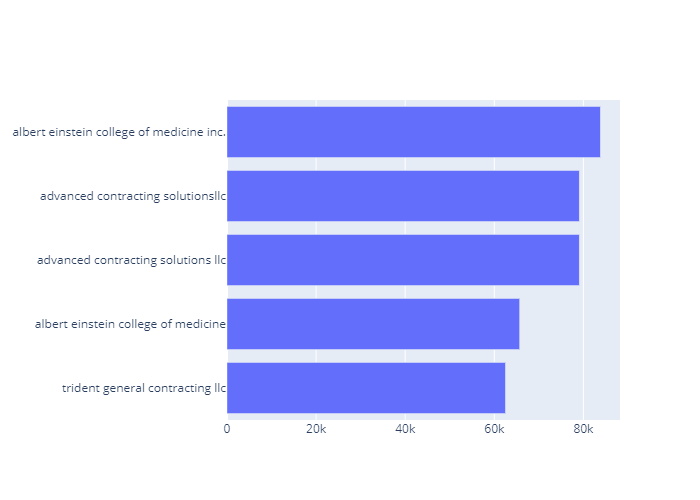 albert einstein college of medicine inc.
advanced contracting solutionsllc
advanced contracting solutions llc
albert einstein college of medicine
trident general contracting llc
0 20k 40k 60k 80k